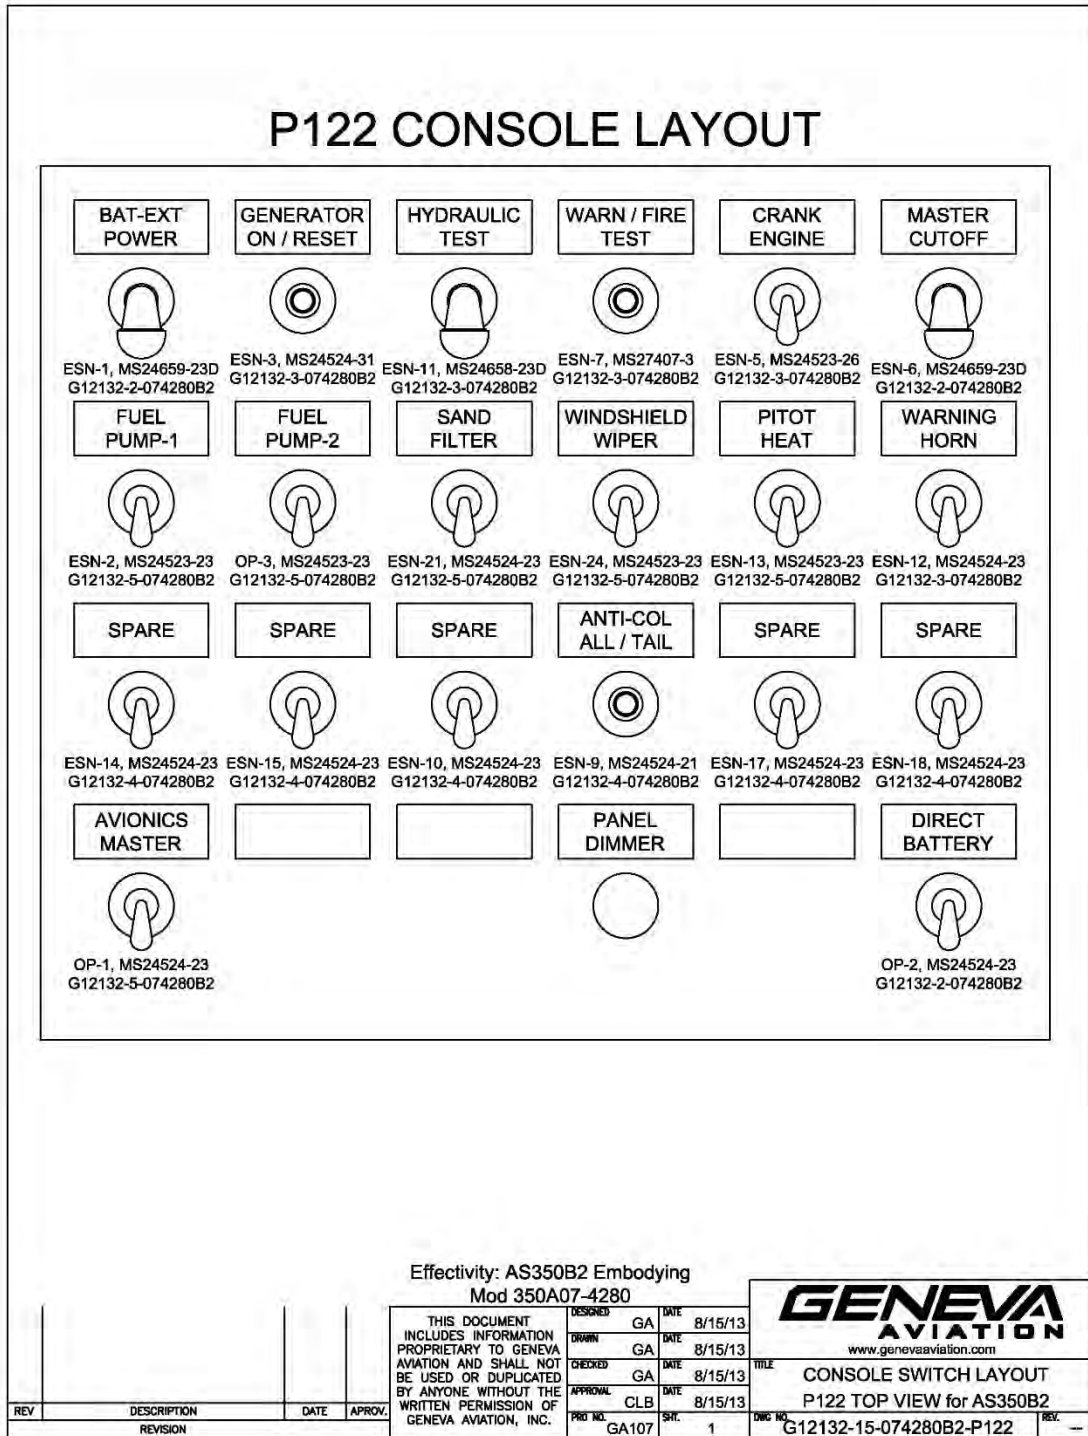 P122 CONSOLE LAYOUT
BAT-EXT
POWER
GENERATOR
ON / RESET
HYDRAULIC
TEST
WARN / FIRE
TEST
CRANK
ENGINE
MASTER
CUTOFF
ESN-1, MS24659-23D
G12132-2-074280B2
ESN-3, MS24524-31
G12132-3-074280B2
ESN-11, MS24658-23D
G12132-3-074280B2
ESN-7, MS27407-3
G12132-3-074280B2
ESN-5, MS24523-26
G12132-3-074280B2
ESN-6, MS24659-23D
G12132-2-074280B2
FUEL
PUMP-1
FUEL
PUMP-2
SAND
FILTER
WINDSHIELD
WIPER
PITOT
HEAT
WARNING
HORN
ESN-2, MS24523-23
G12132-5-074280B2
OP-3, MS24523-23
G12132-5-074280B2
ESN-21, MS24524-23
G12132-5-074280B2
ESN-24, MS24523-23
G12132-5-074280B2
ESN-13, MS24523-23
G12132-5-074280B2
ESN-12, MS24524-23
G12132-3-074280B2
SPARE
SPARE
SPARE
ANTI-COL
ALL / TAIL
SPARE
SPARE
ESN-14, MS24524-23
G12132-4-074280B2
ESN-15, MS24524-23
G12132-4-074280B2
ESN-10, MS24524-23
G12132-4-074280B2
ESN-9, MS24524-21
G12132-4-074280B2
ESN-17, MS24524-23
G12132-4-074280B2
ESN-18, MS24524-23
G12132-4-074280B2
AVIONICS
MASTER
PANEL
DIMMER
DIRECT
BATTERY
OP-1, MS24524-23
G12132-5-074280B2
OP-2, MS24524-23
G12132-2-074280B2
Effectivity: AS350B2 Embodying
Mod 350A07-4280
REV DESCRIPTION DATE APROV.
REVISION
THIS DOCUMENT
INCLUDES INFORMATION
PROPRIETARY TO GENEVA
AVIATION AND SHALL NOT
BE USED OR DUPLICATED
BY ANYONE WITHOUT THE
WRITTEN PERMISSION OF
GENEVA AVIATION, INC.
DESIGNED GA DATE 8/15/13
DRAWN GA DATE 8/15/13
CHECKED GA DATE 8/15/13
APPROVAL CLB DATE 8/15/13
PRO NO. GA107 SHT. 1
GENEVA
AVIATION
www.genevaaviation.com
TITLE CONSOLE SWITCH LAYOUT
P122 TOP VIEW for AS350B2
DWG NO. G12132-15-074280B2-P122 REV. --